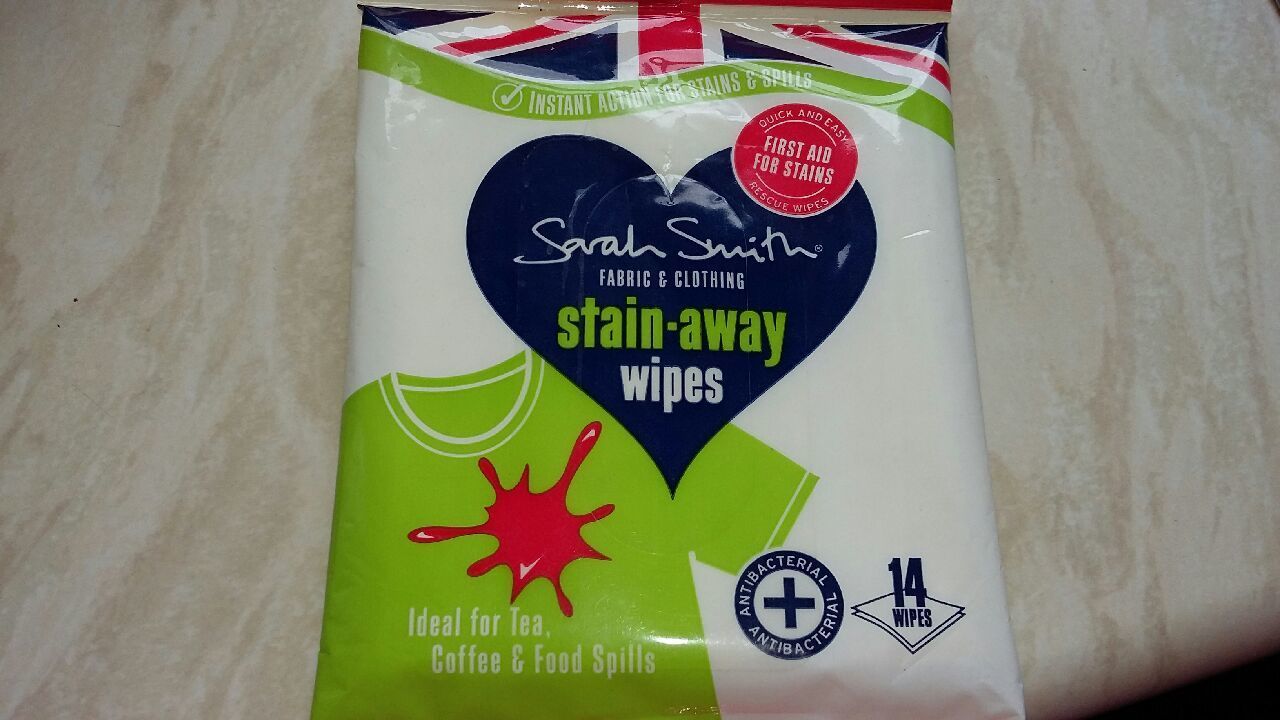 INSTANT ACTION FOR STAINS & SPILLS
QUICK AND EASY
FIRST AID
FOR STAINS
RESCUE WIPES
Sarah Smith®
FABRIC & CLOTHING
stain-away
wipes
Ideal for Tea,
Coffee & Food Spills
ANTIBACTERIAL
ANTIBACTERIAL
14
WIPES